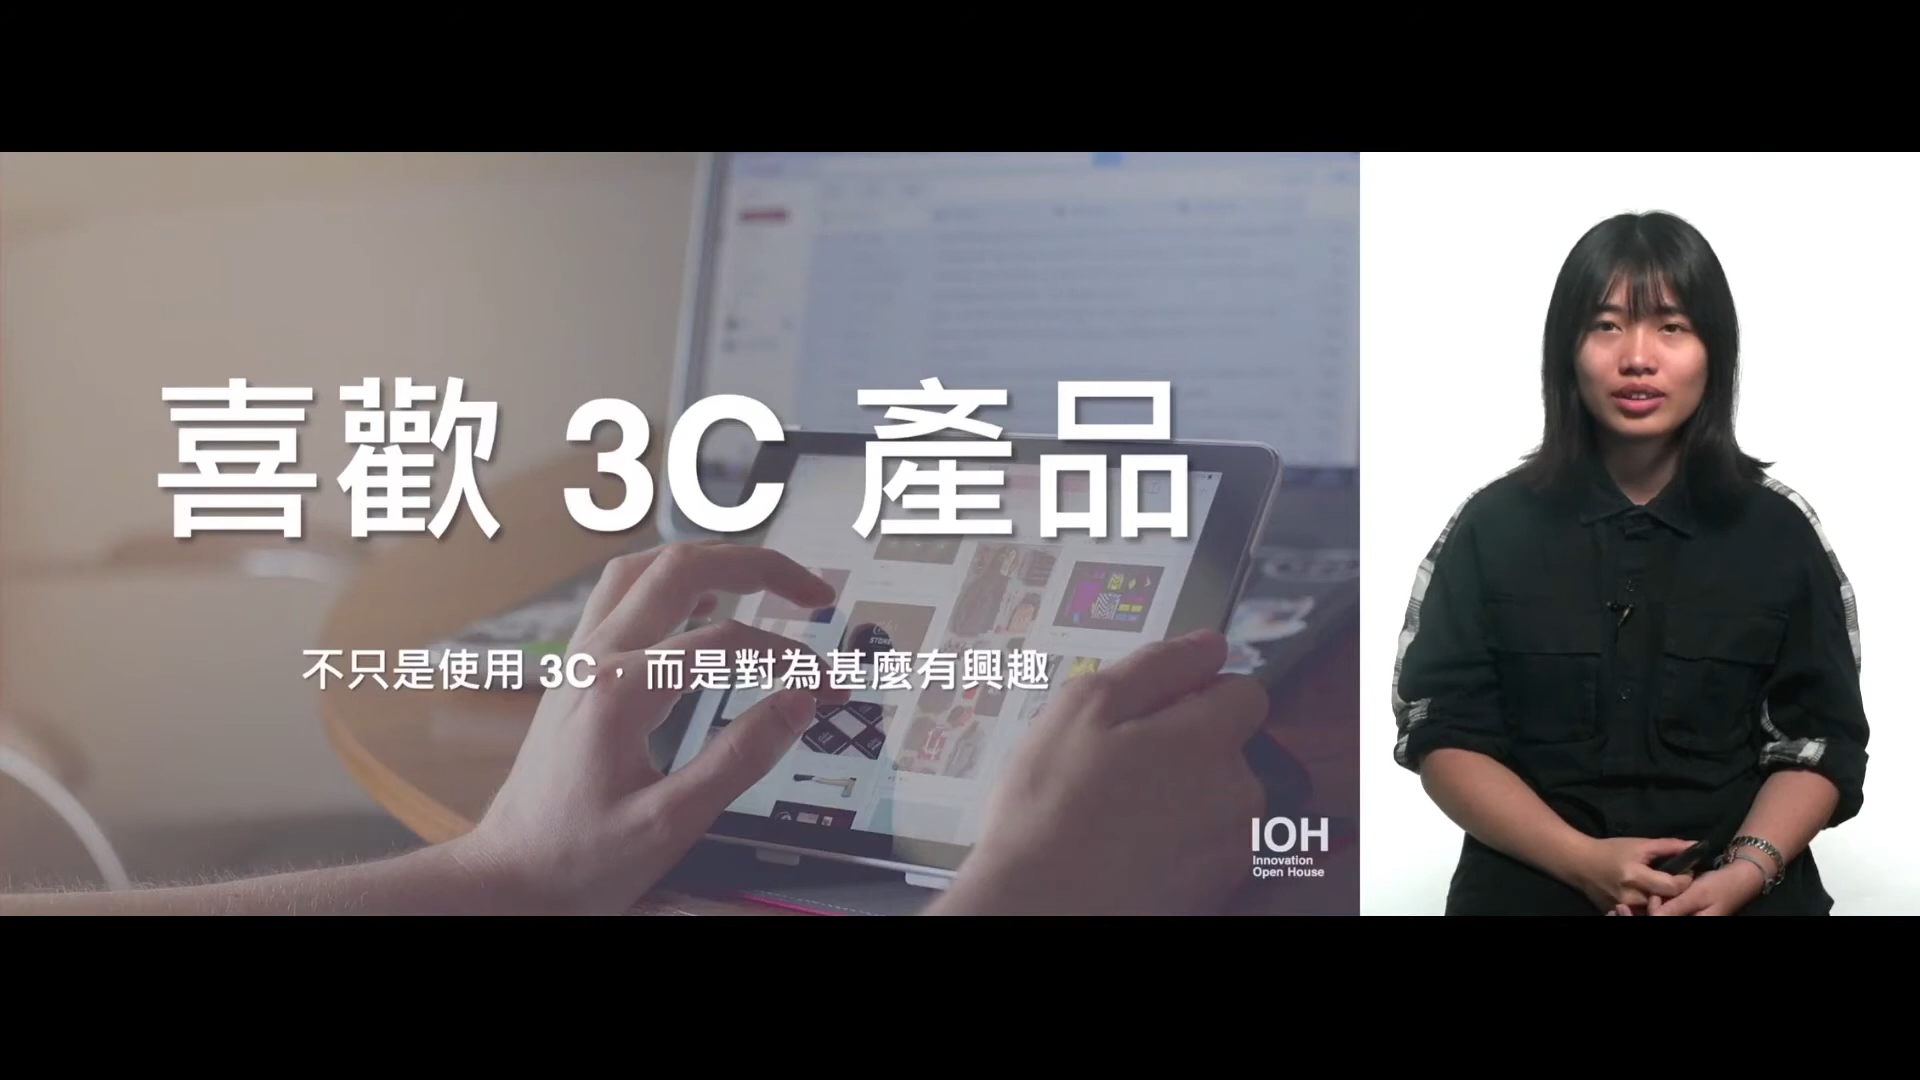 喜歡 3C 產品
不只是使用 3C，而是對為甚麼有興趣
IOH
Innovation
Open House